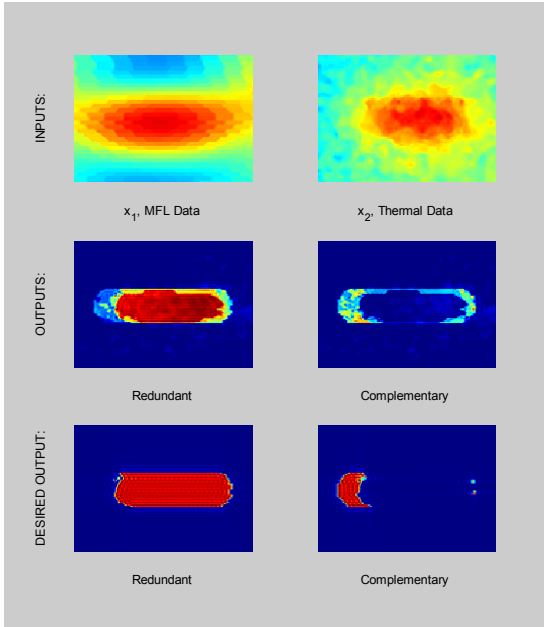 INPUTS:
x1, MFL Data
x2, Thermal Data
OUTPUTS:
Redundant
Complementary
DESIRED OUTPUT:
Redundant
Complementary